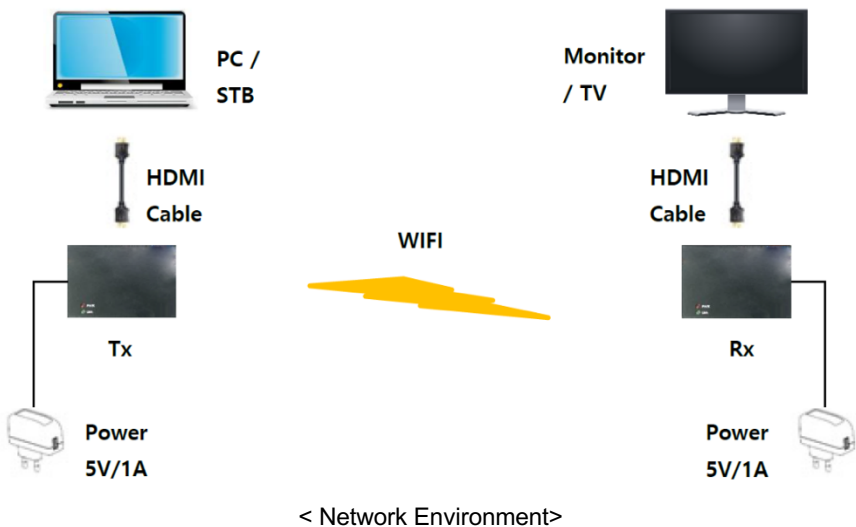 PC /
STB
Monitor
/ TV
HDMI
Cable
HDMI
Cable
WIFI
Tx
Rx
Power
5V/1A
Power
5V/1A
< Network Environment>